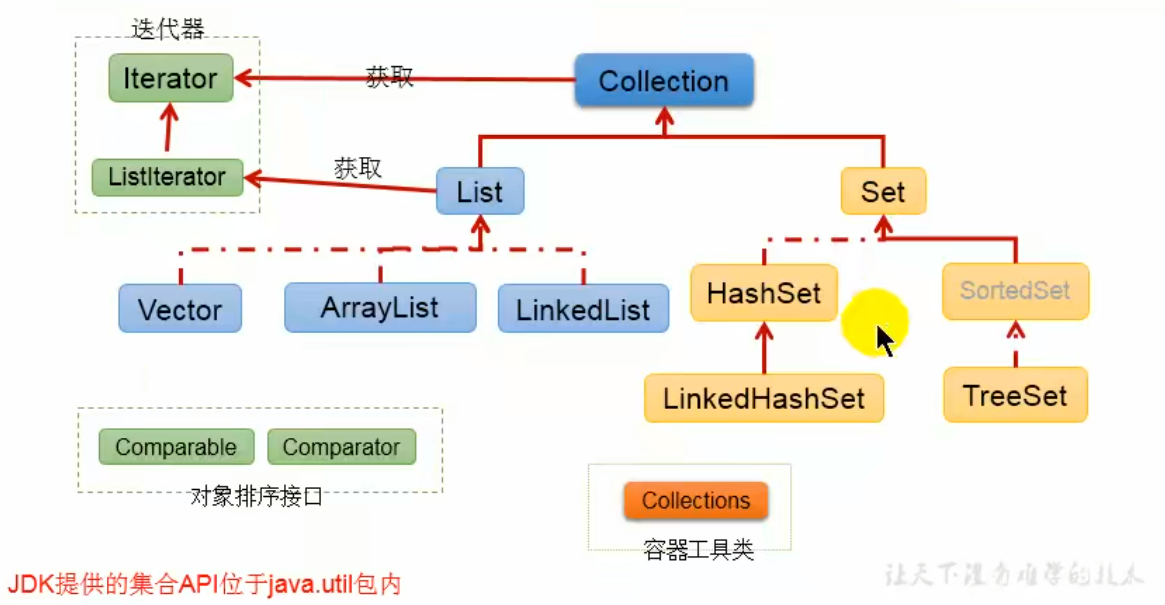 迭代器
Iterator
获取
Collection
ListIterator
获取
List
Set
Vector
ArrayList
LinkedList
HashSet
SortedSet
LinkedHashSet
TreeSet
Comparable
Comparator
对象排序接口
Collections
容器工具类
JDK提供的集合API位于java.util包内
让天下没有难学的技术